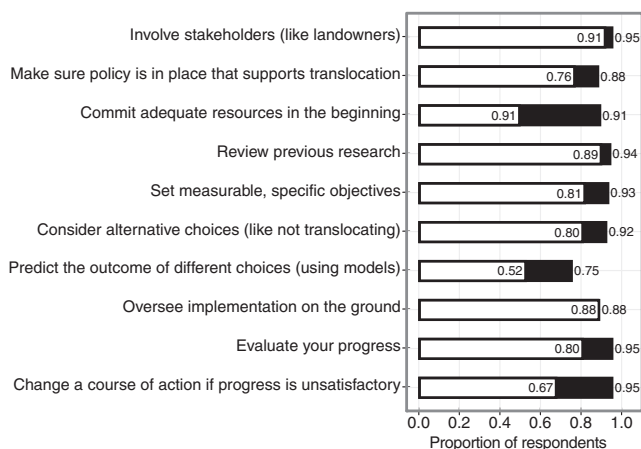 Involve stakeholders (like landowners) 0.91 0.95
Make sure policy is in place that supports translocation 0.76 0.88
Commit adequate resources in the beginning 0.91 0.91
Review previous research 0.89 0.94
Set measurable, specific objectives 0.81 0.93
Consider alternative choices (like not translocating) 0.80 0.92
Predict the outcome of different choices (using models) 0.52 0.75
Oversee implementation on the ground 0.88 0.88
Evaluate your progress 0.80 0.95
Change a course of action if progress is unsatisfactory 0.67 0.95
0.0 0.2 0.4 0.6 0.8 1.0
Proportion of respondents